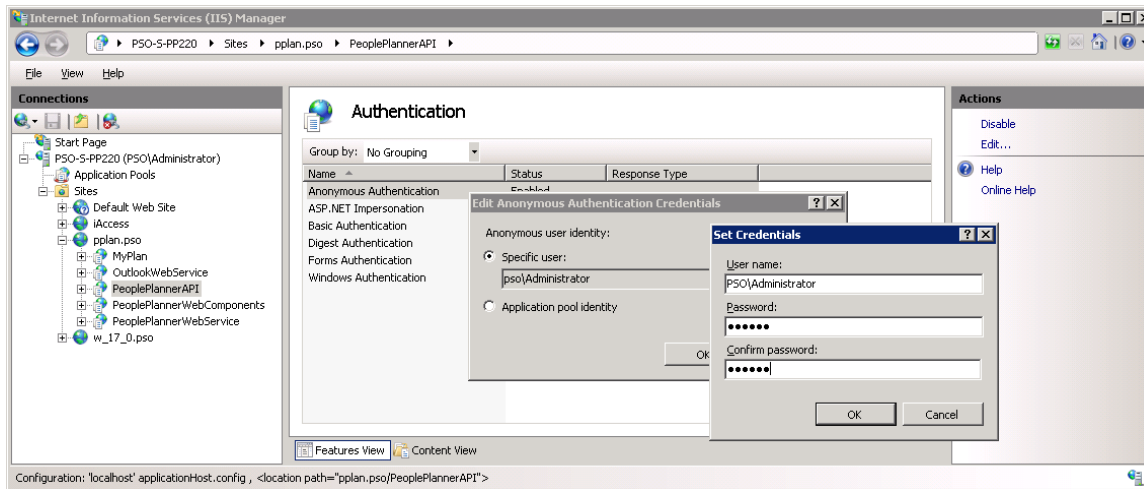 Internet Information Services (IIS) Manager
PSO-S-PP220 Sites pplan.pso PeoplePlannerAPI
File View Help
Connections
Start Page
PSO-S-PP220 (PSO\Administrator)
Application Pools
Sites
Default Web Site
iAccess
pplan.pso
MyPlan
OutlookWebService
PeoplePlannerAPI
PeoplePlannerWebComponents
PeoplePlannerWebService
w_17_0.pso
Authentication
Group by: No Grouping
Name Status Response Type
Anonymous Authentication Enabled
ASP.NET Impersonation
Basic Authentication
Digest Authentication
Forms Authentication
Windows Authentication
Edit Anonymous Authentication Credentials
Anonymous user identity:
Specific user:
pso\Administrator
Application pool identity
OK
Set Credentials
User name:
PSO\Administrator
Password:
••••••
Confirm password:
••••••
OK Cancel
Features View Content View
Actions
Disable
Edit...
Help
Online Help
Configuration: 'localhost' applicationHost.config , <location path="pplan.pso/PeoplePlannerAPI">